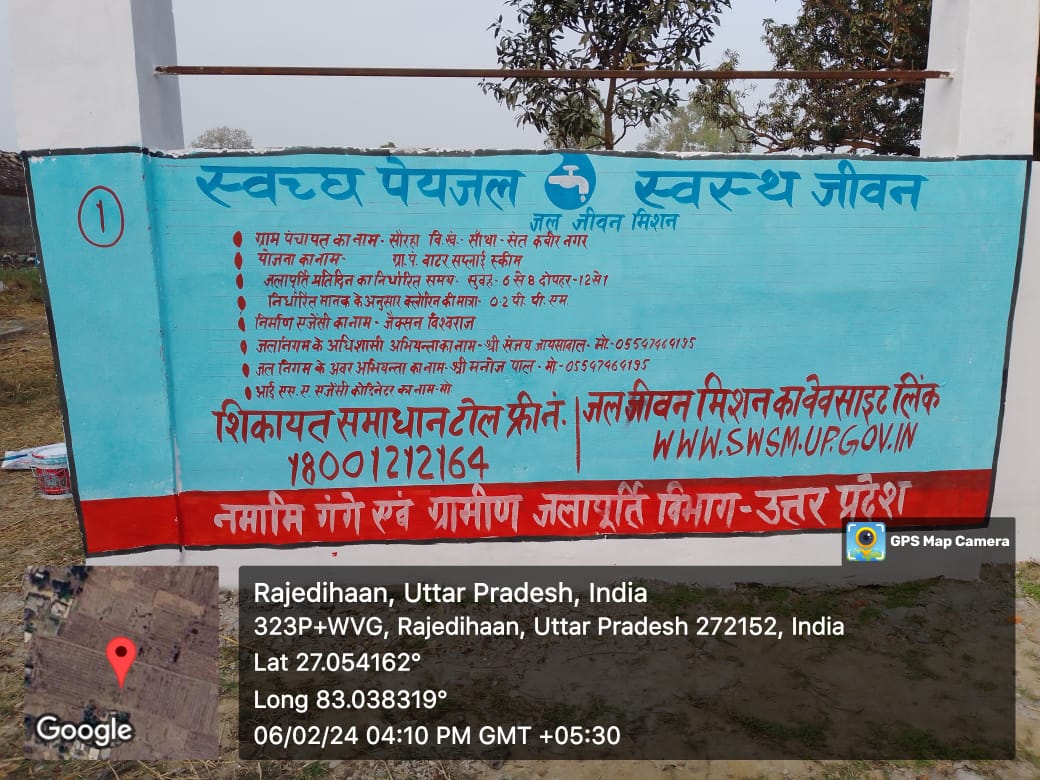 १
स्वच्छ पेयजल स्वस्थ जीवन
जल जीवन मिशन
ग्राम पंचायत का नाम- सौरहा वि.खं.- साँथा- संत कबीर नगर
योजना का नाम- ग्रा.पं. वाटर सप्लाई स्कीम
जलापूर्ति प्रतिदिन का निर्धारित समय- सुबह- 6 से 8 दोपहर-12 से 1
निर्धारित मानक के अनुसार क्लोरिन की मात्रा- 0.2 पी. पी. एम
निर्माण एजेंसी का नाम- जैक्सन विश्वराज
जलनिगम के अधिशासी अभियन्ता का नाम- श्री संजय जायसवाल- मो.-05547464195
जल निगम के अवर अभियन्ता का नाम- श्री मनोज पाल- मो-05547464195
आई एस. ए. एजेंसी कोर्डिनेटर का नाम- मो
शिकायत समाधान टोल फ्री नं.
18001212164
जल जीवन मिशन का वेवसाइट लिंक
WWW.SWSM.UP.GOV.IN
नमामि गंगे एवं ग्रामीण जलापूर्ति विभाग-उत्तर प्रदेश
GPS Map Camera
Rajedihaan, Uttar Pradesh, India
323P+WVG, Rajedihaan, Uttar Pradesh 272152, India
Lat 27.054162°
Long 83.038319°
06/02/24 04:10 PM GMT +05:30
Google